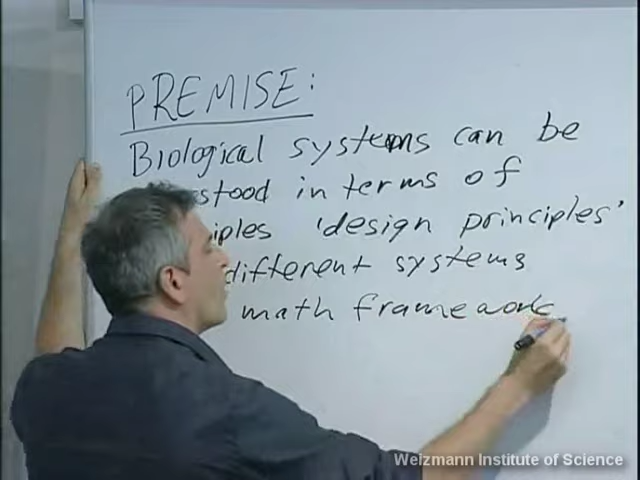 PREMISE:
Biological systems can be
stood in terms of
iples 'design principles'
different systems
math framework
Weizmann Institute of Science